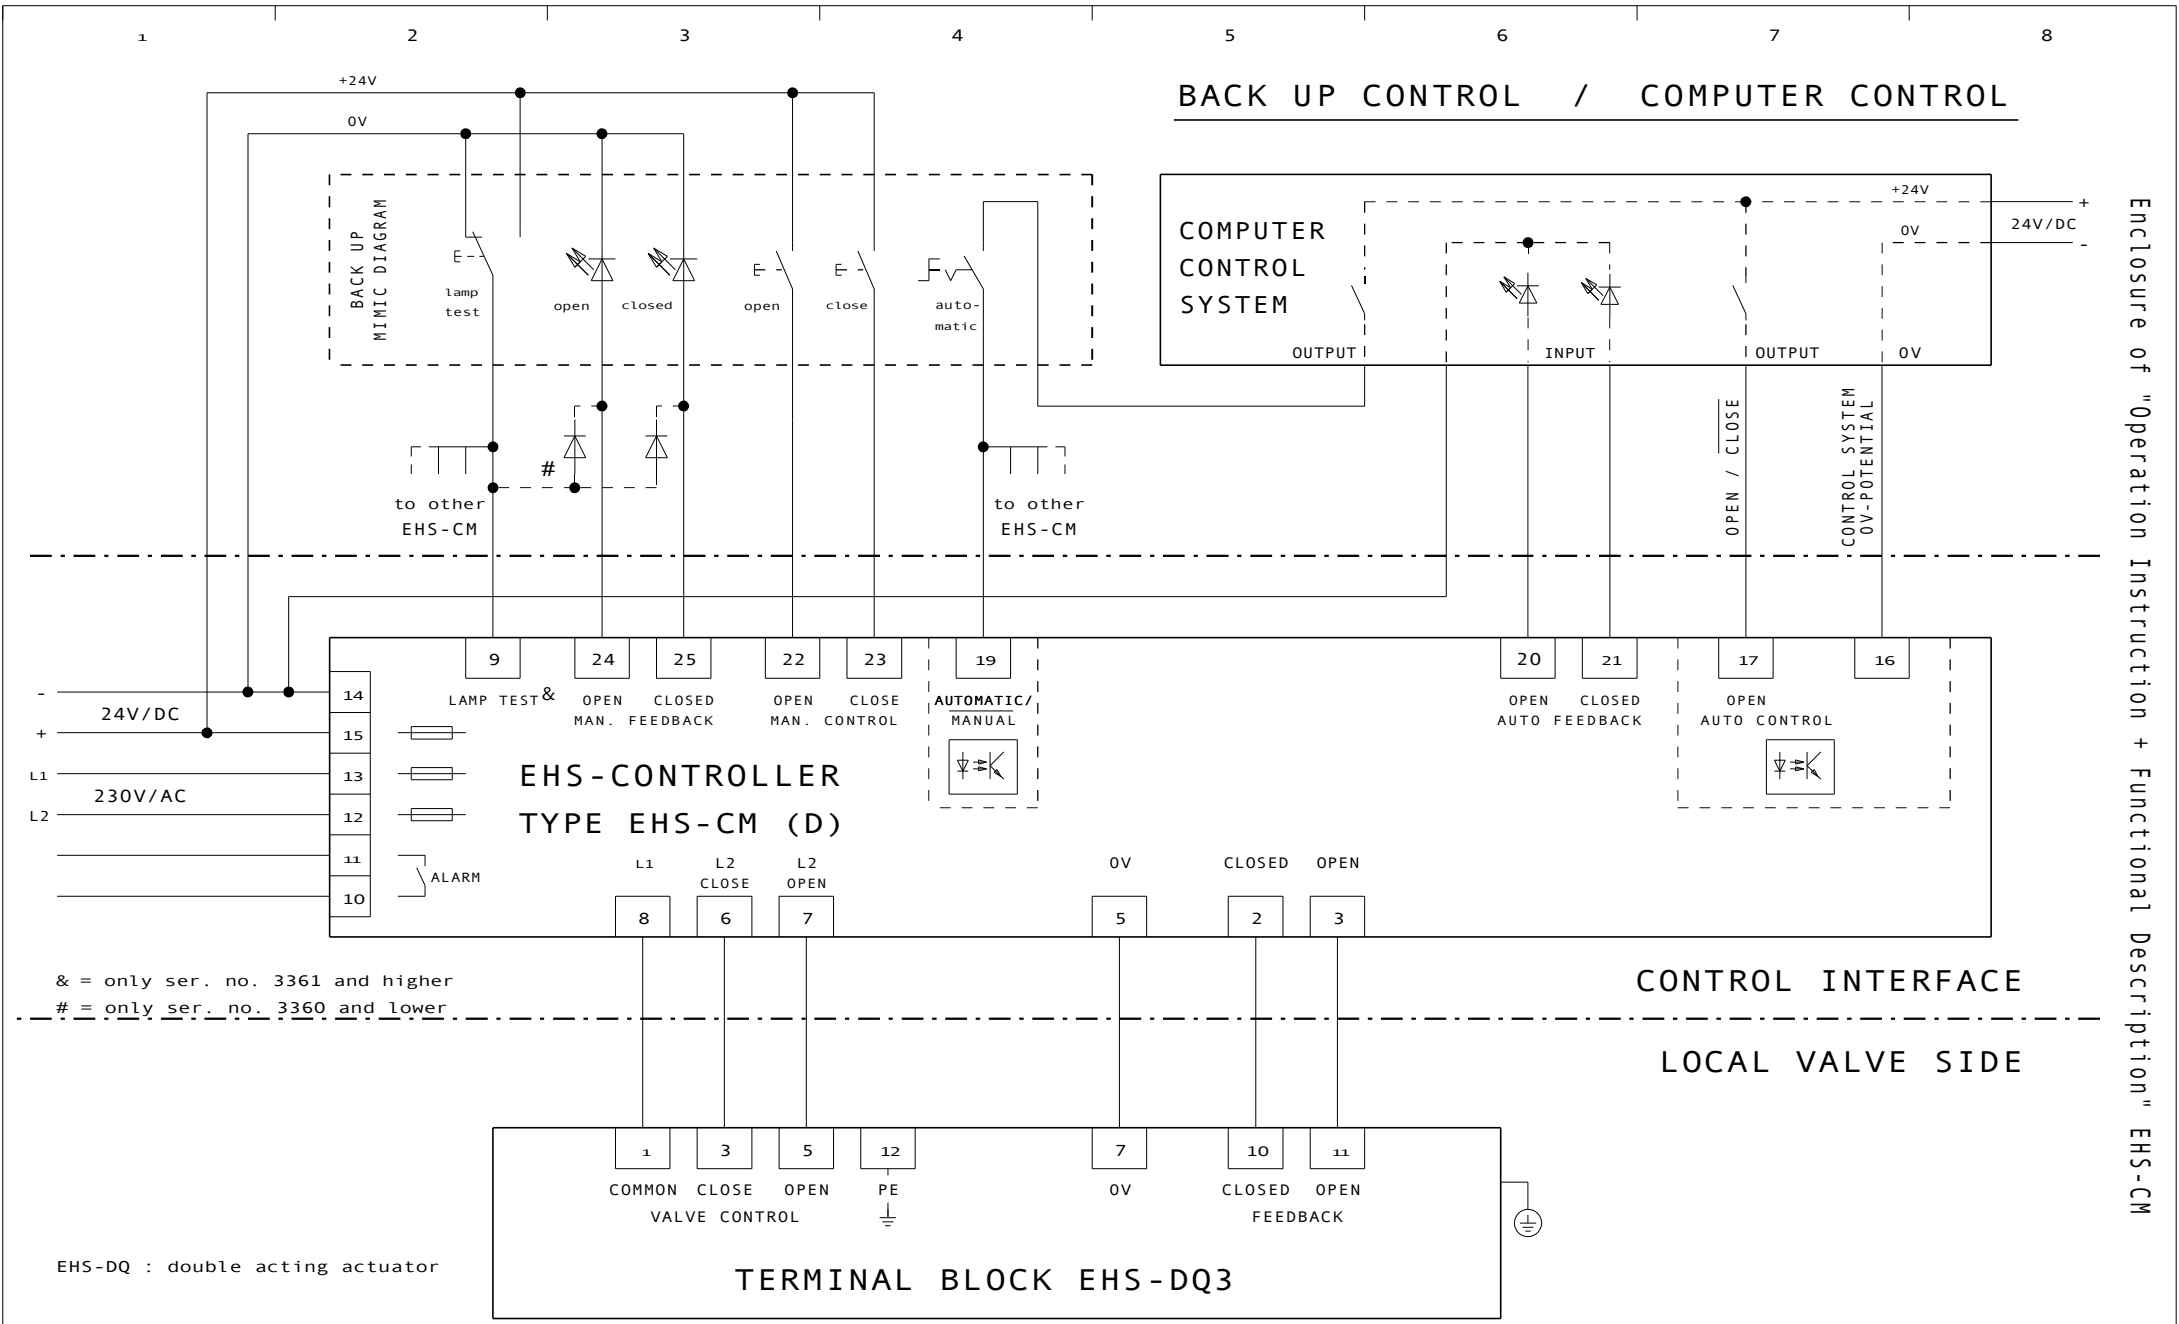 1 2 3 4 5 6 7 8
+24V
0V
BACK UP CONTROL / COMPUTER CONTROL
BACK UP
MIMIC DIAGRAM
lamp
test
open
closed
open
close
auto-
matic
COMPUTER
CONTROL
SYSTEM
OUTPUT
INPUT
OUTPUT
0V
+24V
0V
+
24V/DC
-
#
to other
EHS-CM
to other
EHS-CM
OPEN / CLOSE
CONTROL SYSTEM
0V-POTENTIAL
9 24 25 22 23 19 20 21 17 16
LAMP TEST &
OPEN CLOSED
MAN. FEEDBACK
OPEN CLOSE
MAN. CONTROL
AUTOMATIC/
MANUAL
OPEN CLOSED
AUTO FEEDBACK
OPEN
AUTO CONTROL
- 14
24V/DC
+ 15
L1 13
230V/AC
L2 12
11
ALARM
10
EHS-CONTROLLER
TYPE EHS-CM (D)
L1 L2 L2 0V CLOSED OPEN
CLOSE OPEN
8 6 7 5 2 3
& = only ser. no. 3361 and higher
# = only ser. no. 3360 and lower
CONTROL INTERFACE
LOCAL VALVE SIDE
1 3 5 12 7 10 11
COMMON CLOSE OPEN PE 0V CLOSED OPEN
VALVE CONTROL FEEDBACK
TERMINAL BLOCK EHS-DQ3
EHS-DQ : double acting actuator
Enclosure of "Operation Instruction + Functional Description" EHS-CM